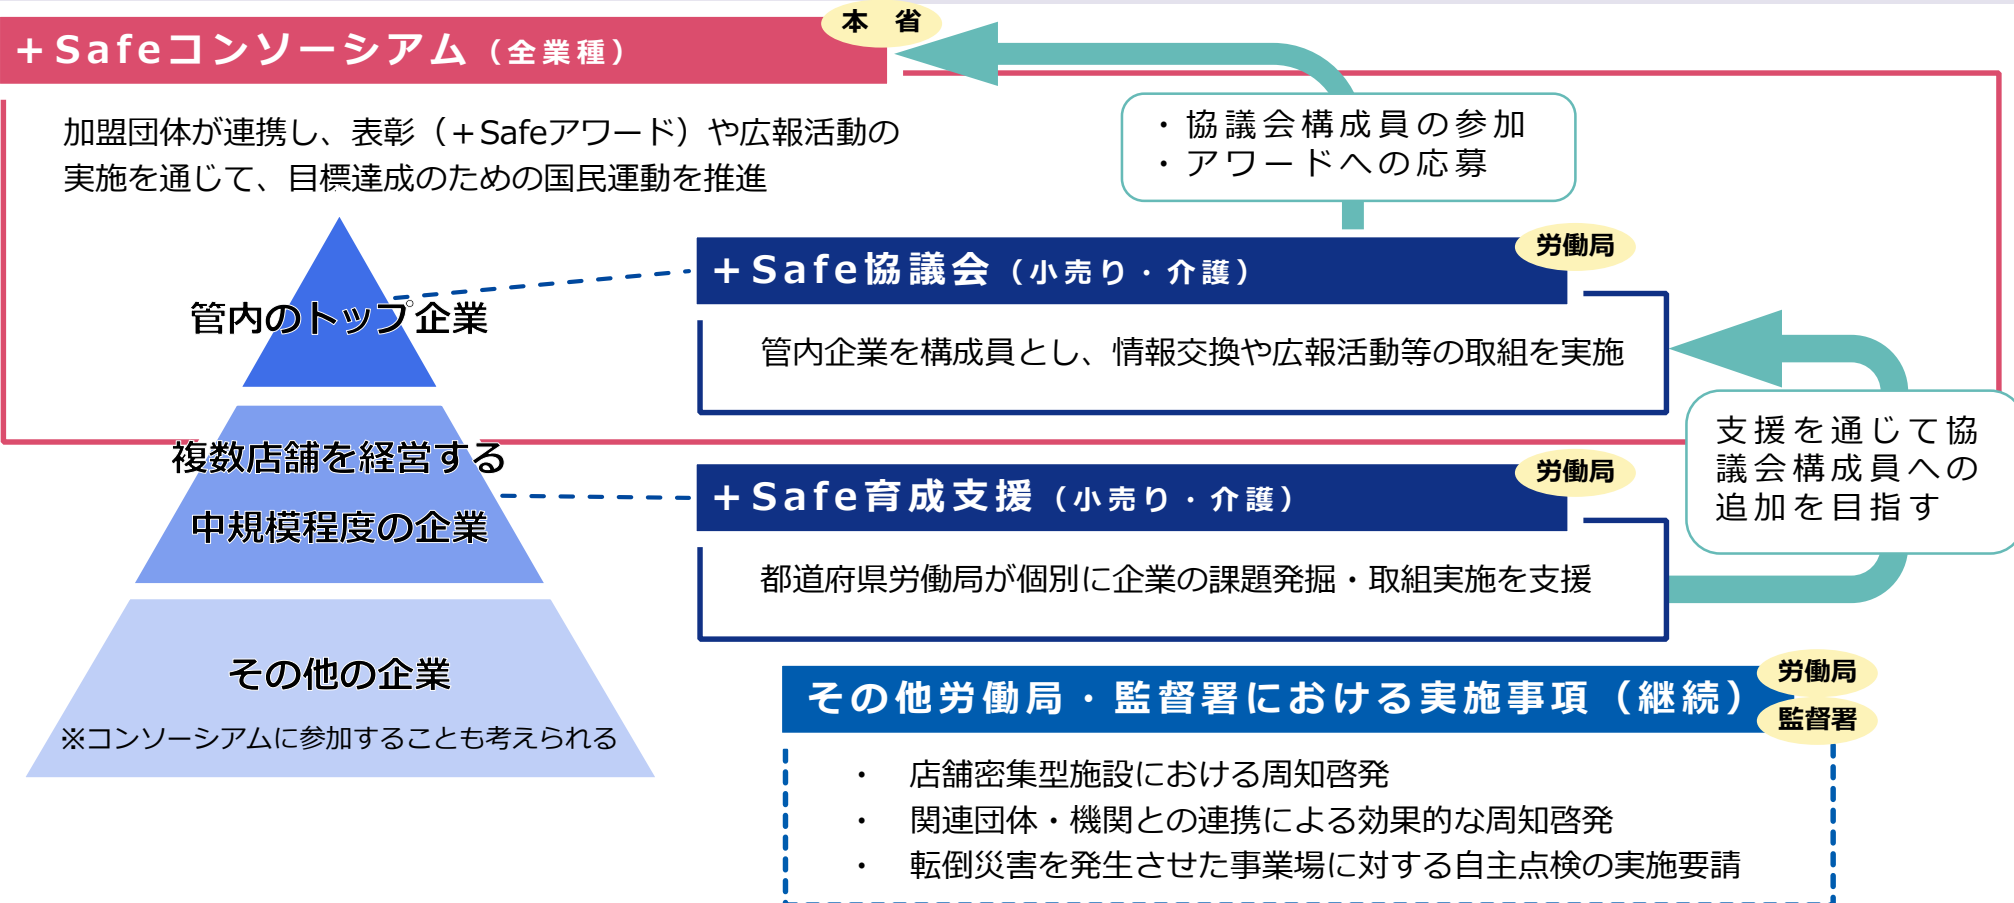 本　省
＋Safeコンソーシアム（全業種）
加盟団体が連携し、表彰（＋Safeアワード）や広報活動の
実施を通じて、目標達成のための国民運動を推進
・協議会構成員の参加
・アワードへの応募
管内のトップ企業
労働局
＋Safe協議会（小売り・介護）
管内企業を構成員とし、情報交換や広報活動等の取組を実施
複数店舗を経営する
中規模程度の企業
労働局
＋Safe育成支援（小売り・介護）
都道府県労働局が個別に企業の課題発掘・取組実施を支援
支援を通じて協
議会構成員への
追加を目指す
その他の企業
※コンソーシアムに参加することも考えられる
労働局
監督署
その他労働局・監督署における実施事項（継続）
・　店舗密集型施設における周知啓発
・　関連団体・機関との連携による効果的な周知啓発
・　転倒災害を発生させた事業場に対する自主点検の実施要請